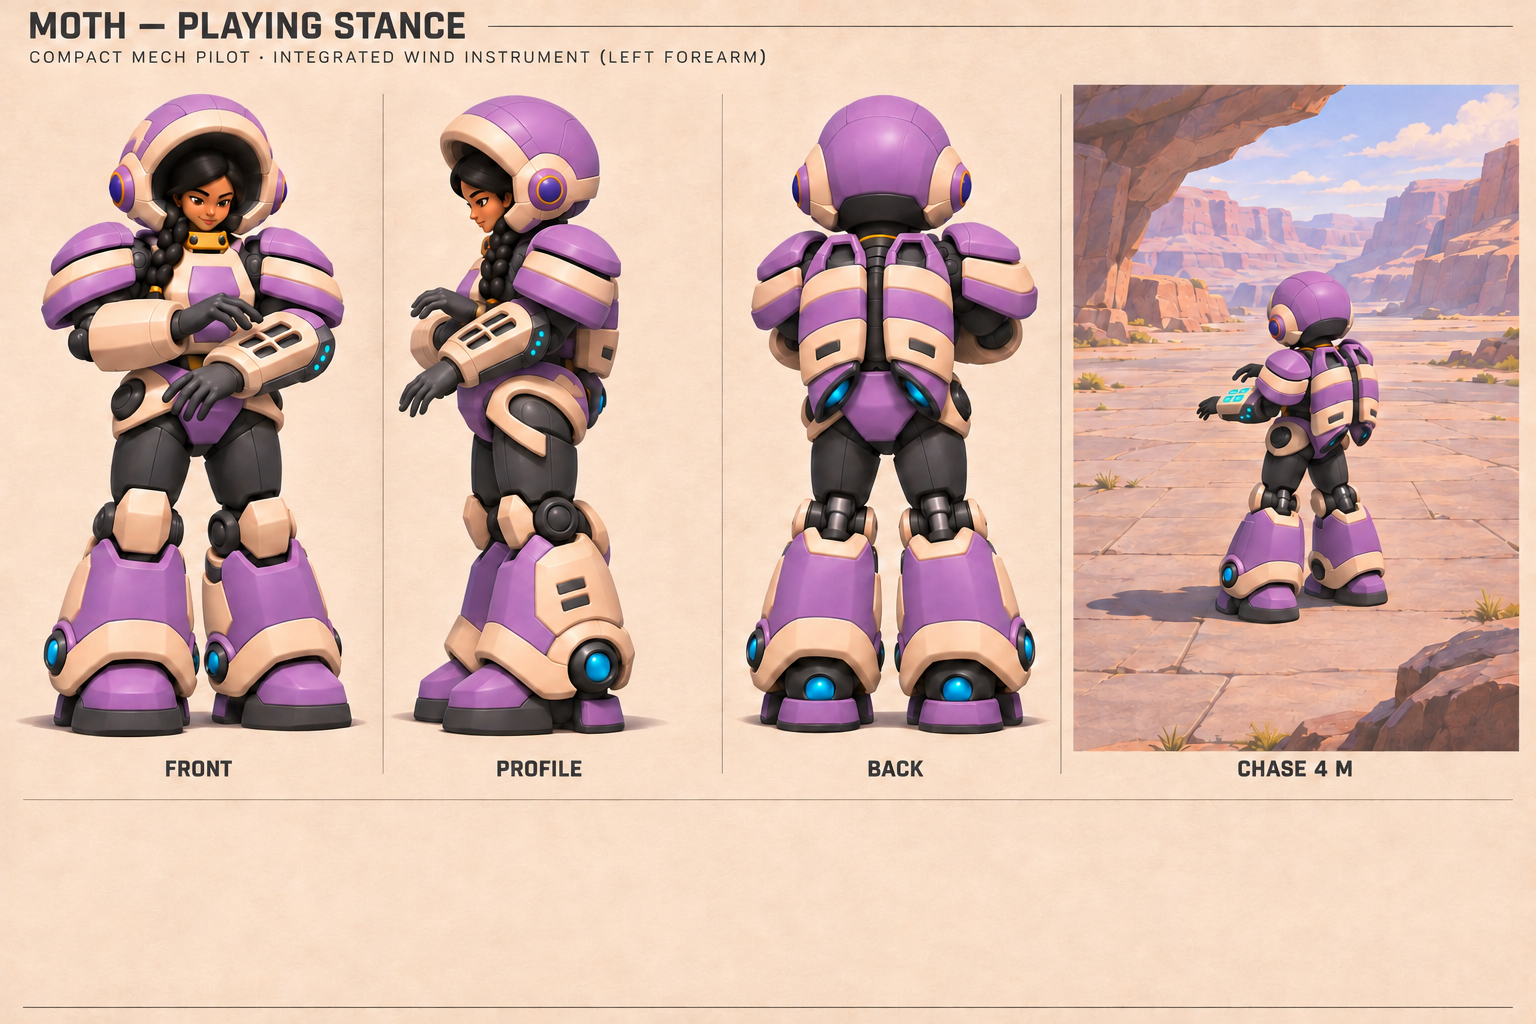 MOTH — PLAYING STANCE
COMPACT MECH PILOT · INTEGRATED WIND INSTRUMENT (LEFT FOREARM)
FRONT
PROFILE
BACK
CHASE 4 M